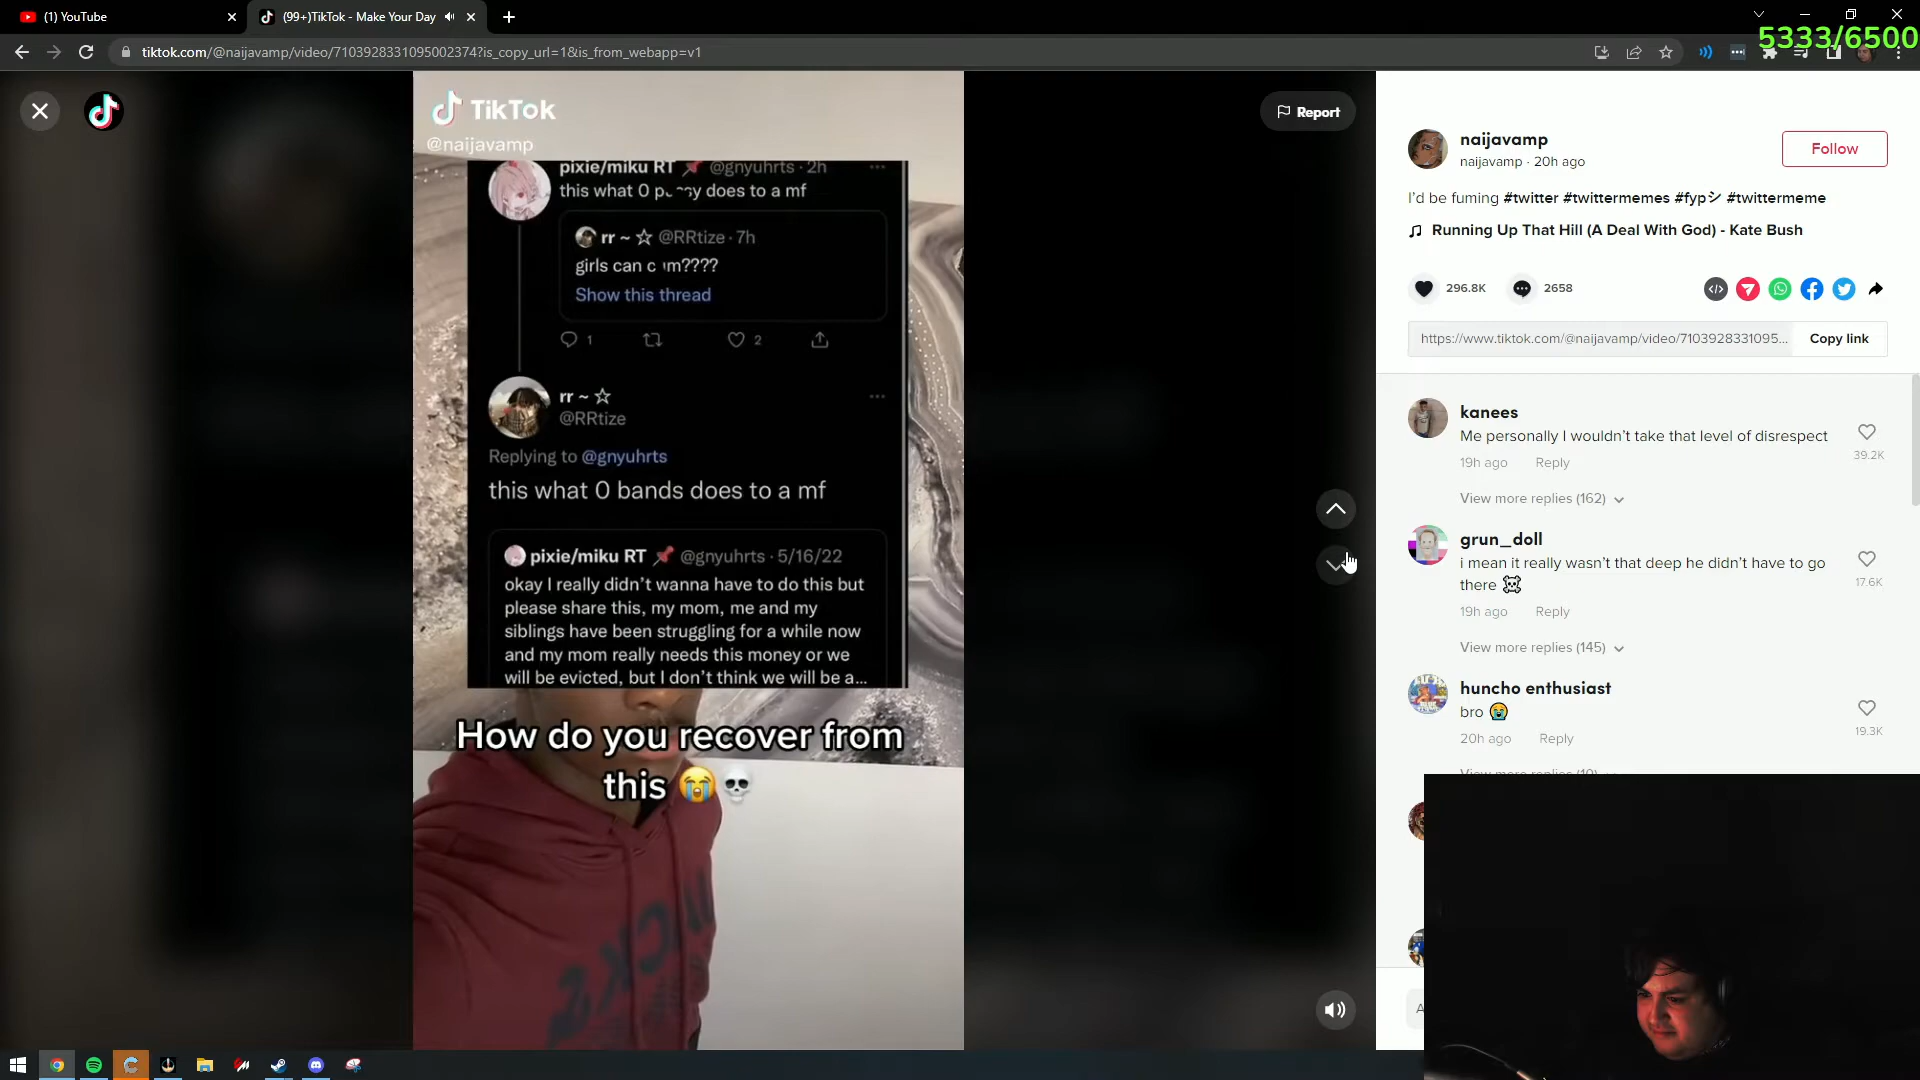 (1) YouTube
(99+)TikTok - Make Your Day
5333/6500
tiktok.com/@naijavamp/video/7103928331095002374?is_copy_url=1&is_from_webapp=v1
TikTok
@naijavamp
Report
pixie/miku RT 📌 @gnyuhrts · 2h
this what 0 p y does to a mf
rr ~ ☆ @RRtize · 7h
girls can c m????
Show this thread
1
2
rr ~ ☆
@RRtize
Replying to @gnyuhrts
this what 0 bands does to a mf
pixie/miku RT 📌 @gnyuhrts · 5/16/22
okay I really didn't wanna have to do this but
please share this, my mom, me and my
siblings have been struggling for a while now
and my mom really needs this money or we
will be evicted, but I don't think we will be a...
How do you recover from
this 😭💀
naijavamp
naijavamp · 20h ago
Follow
I'd be fuming #twitter #twittermemes #fypシ #twittermeme
♫ Running Up That Hill (A Deal With God) - Kate Bush
296.8K
2658
https://www.tiktok.com/@naijavamp/video/7103928331095...
Copy link
kanees
Me personally I wouldn't take that level of disrespect
39.2K
19h ago Reply
View more replies (162)
grun_doll
i mean it really wasn't that deep he didn't have to go
there ☠
17.6K
19h ago Reply
View more replies (145)
huncho enthusiast
bro 😭
19.3K
20h ago Reply
View more replies (10)